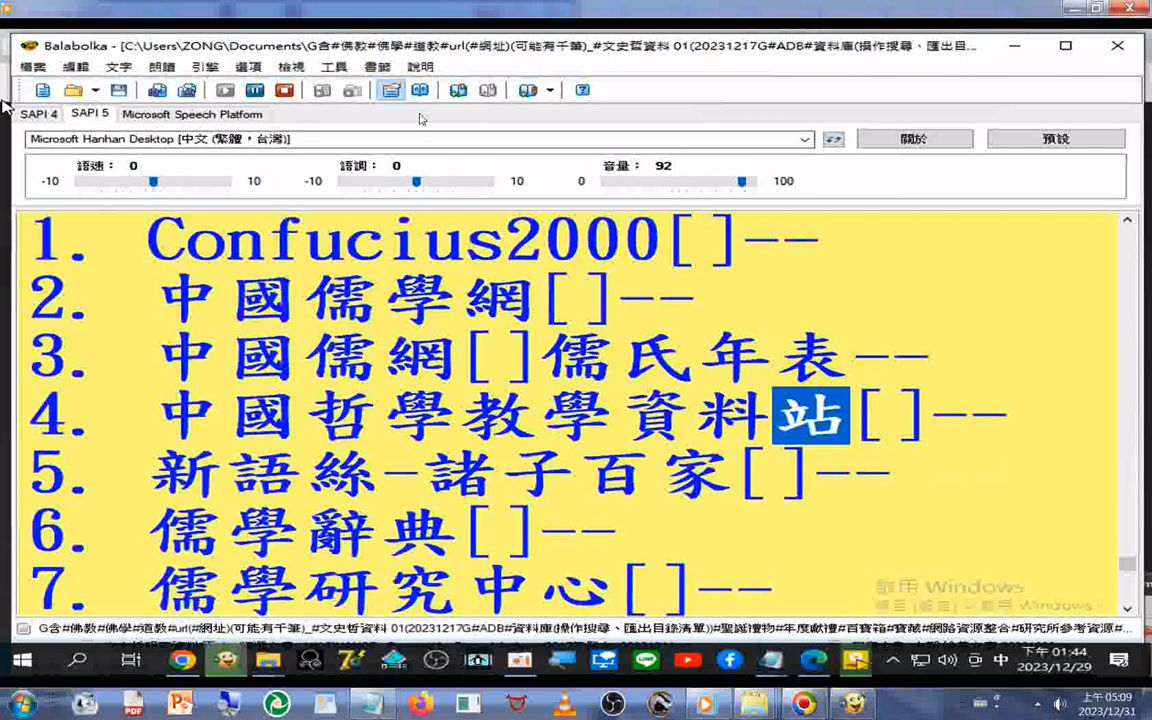 Balabolka - [C:\Users\ZONG\Documents\G含#佛教#佛學#道教#url(#網址)(可能有千筆)_#文史哲資料 01(20231217G#ADB#資料庫(操作搜尋、匯出目...
檔案 編輯 文字 朗讀 引擎 選項 檢視 工具 書籤 說明
SAPI 4 SAPI 5 Microsoft Speech Platform
Microsoft Hanhan Desktop [中文 (繁體，台灣)] 關於 預設
語速： 0 語調： 0 音量： 92
-10 10 -10 10 0 100
1. Confucius2000[]--
2. 中國儒學網[]--
3. 中國儒網[]儒氏年表--
4. 中國哲學教學資料站[]--
5. 新語絲-諸子百家[]--
6. 儒學辭典[]--
7. 儒學研究中心[]--
啟用 Windows
G含#佛教#佛學#道教#url(#網址)(可能有千筆)_#文史哲資料 01(20231217G#ADB#資料庫(操作搜尋、匯出目錄清單))#聖誕禮物#年度獻禮#百寶箱#寶藏#網路資源整合#研究所參考資源#...
中 下午 01:44
2023/12/29
上午 05:09
2023/12/31